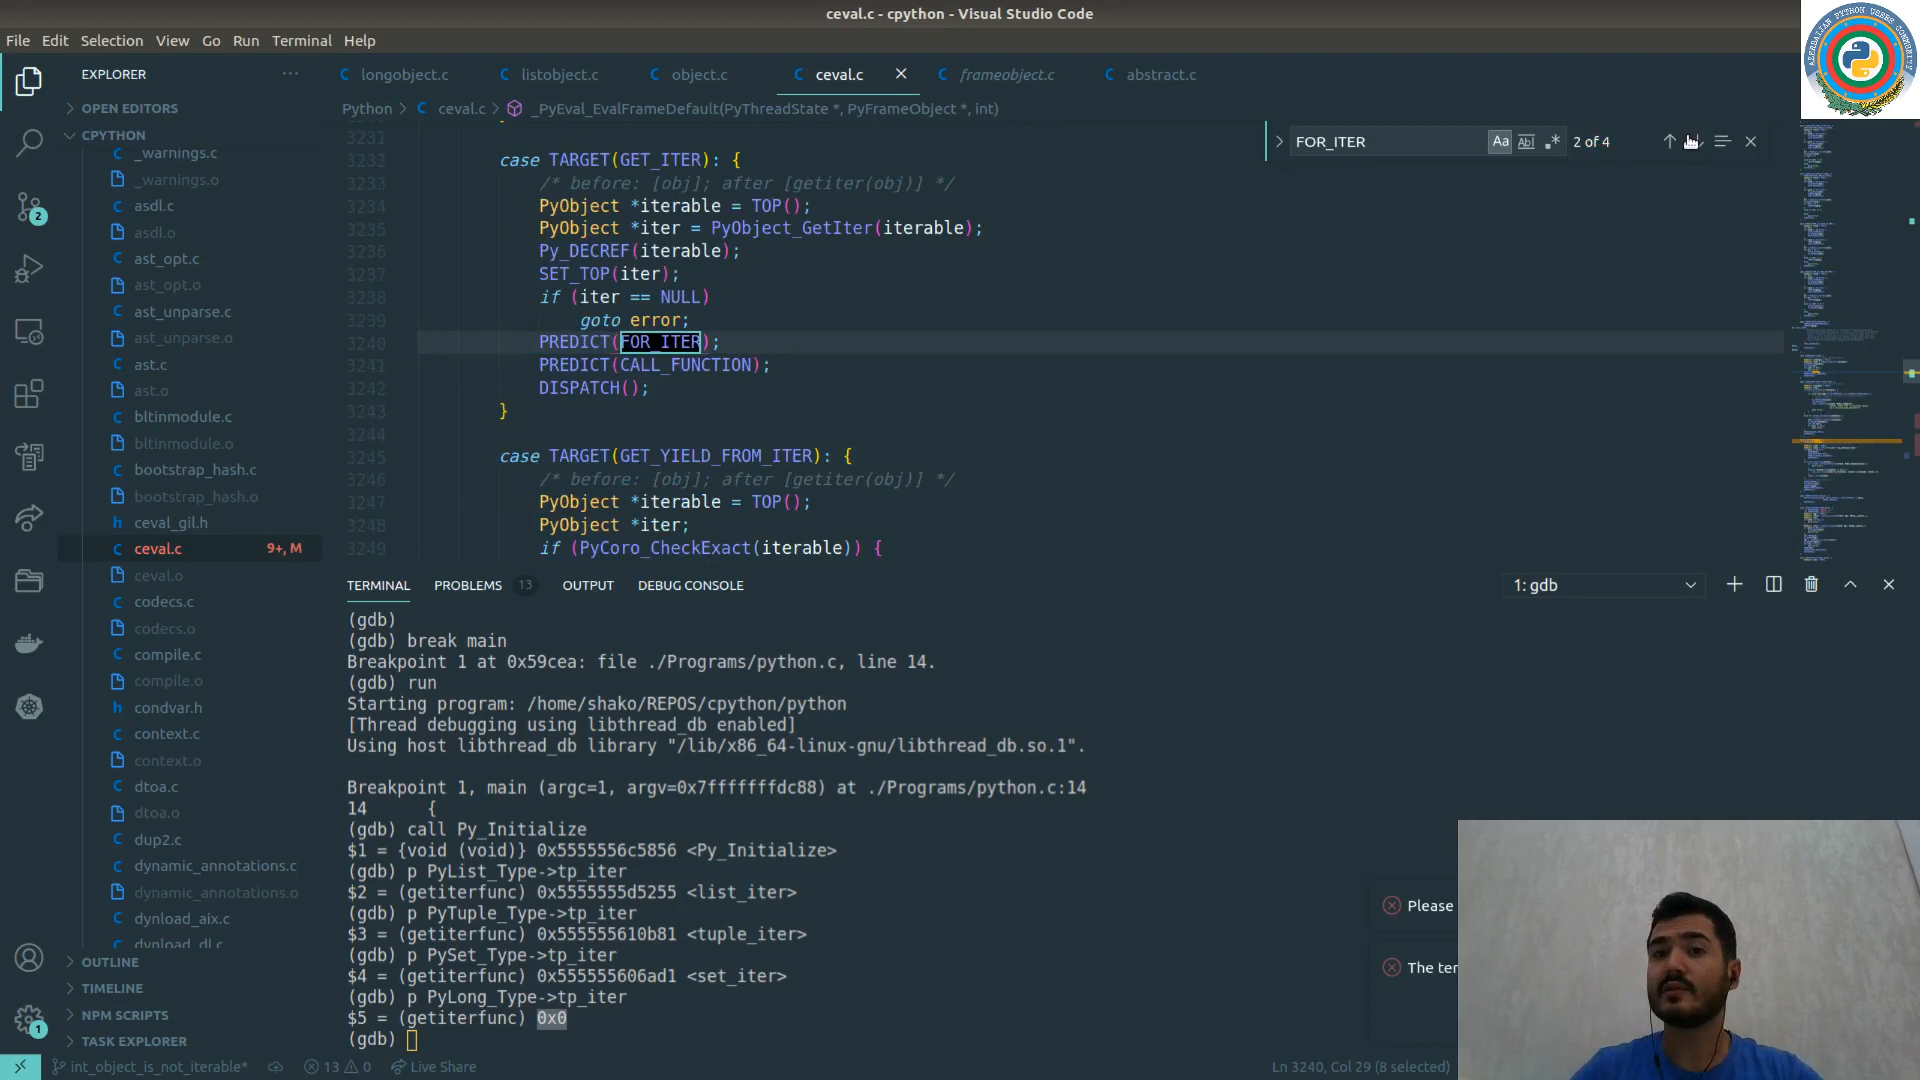 ceval.c - cpython - Visual Studio Code
File Edit Selection View Go Run Terminal Help
AZERBAIJAN PYTHON USERS COMMUNITY
EXPLORER ···
longobject.c
listobject.c
object.c
ceval.c
frameobject.c
abstract.c
OPEN EDITORS
CPYTHON
Python > ceval.c > _PyEval_EvalFrameDefault(PyThreadState *, PyFrameObject *, int)
FOR_ITER
Aa
Abl
.*
2 of 4
_warnings.c
_warnings.o
asdl.c
asdl.o
ast_opt.c
ast_opt.o
ast_unparse.c
ast_unparse.o
ast.c
ast.o
bltinmodule.c
bltinmodule.o
bootstrap_hash.c
bootstrap_hash.o
ceval_gil.h
ceval.c 9+, M
ceval.o
codecs.c
codecs.o
compile.c
compile.o
condvar.h
context.c
context.o
dtoa.c
dtoa.o
dup2.c
dynamic_annotations.c
dynamic_annotations.o
dynload_aix.c
dynload_dl.c
OUTLINE
TIMELINE
NPM SCRIPTS
TASK EXPLORER
2
1
3231
3232 case TARGET(GET_ITER): {
3233 /* before: [obj]; after [getiter(obj)] */
3234 PyObject *iterable = TOP();
3235 PyObject *iter = PyObject_GetIter(iterable);
3236 Py_DECREF(iterable);
3237 SET_TOP(iter);
3238 if (iter == NULL)
3239 goto error;
3240 PREDICT(FOR_ITER);
3241 PREDICT(CALL_FUNCTION);
3242 DISPATCH();
3243 }
3244
3245 case TARGET(GET_YIELD_FROM_ITER): {
3246 /* before: [obj]; after [getiter(obj)] */
3247 PyObject *iterable = TOP();
3248 PyObject *iter;
3249 if (PyCoro_CheckExact(iterable)) {
TERMINAL PROBLEMS 13 OUTPUT DEBUG CONSOLE
1: gdb
(gdb)
(gdb) break main
Breakpoint 1 at 0x59cea: file ./Programs/python.c, line 14.
(gdb) run
Starting program: /home/shako/REPOS/cpython/python
[Thread debugging using libthread_db enabled]
Using host libthread_db library "/lib/x86_64-linux-gnu/libthread_db.so.1".
Breakpoint 1, main (argc=1, argv=0x7fffffffdc88) at ./Programs/python.c:14
14 {
(gdb) call Py_Initialize
$1 = {void (void)} 0x5555556c5856 <Py_Initialize>
(gdb) p PyList_Type->tp_iter
$2 = (getiterfunc) 0x5555555d5255 <list_iter>
(gdb) p PyTuple_Type->tp_iter
$3 = (getiterfunc) 0x555555610b81 <tuple_iter>
(gdb) p PySet_Type->tp_iter
$4 = (getiterfunc) 0x555555606ad1 <set_iter>
(gdb) p PyLong_Type->tp_iter
$5 = (getiterfunc) 0x0
(gdb)
Please
The ter
int_object_is_not_iterable* 13 0 Live Share
Ln 3240, Col 29 (8 selected)